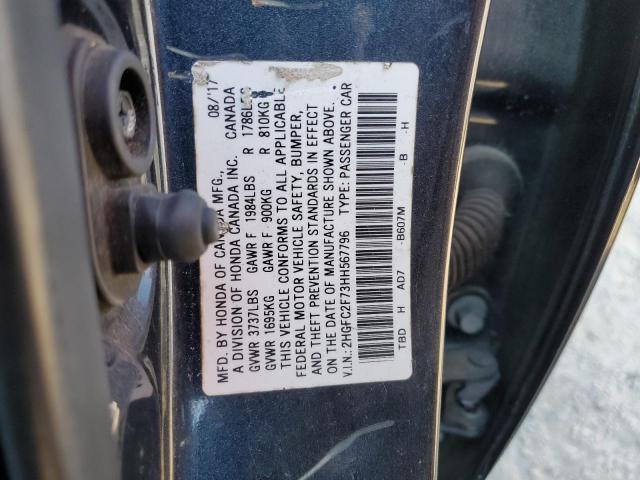 MFD. BY HONDA OF CANADA MFG., 08/'17
A DIVISION OF HONDA CANADA INC. CANADA
GVWR 3737LBS GAWR F 1984LBS R 1786LBS
GVWR 1695KG GAWR F 900KG R 810KG
THIS VEHICLE CONFORMS TO ALL APPLICABLE
FEDERAL MOTOR VEHICLE SAFETY, BUMPER,
AND THEFT PREVENTION STANDARDS IN EFFECT
ON THE DATE OF MANUFACTURE SHOWN ABOVE.
V.I.N.: 2HGFC2F73HH567796 TYPE: PASSENGER CAR
TBD H AD7 -B607M -B -H